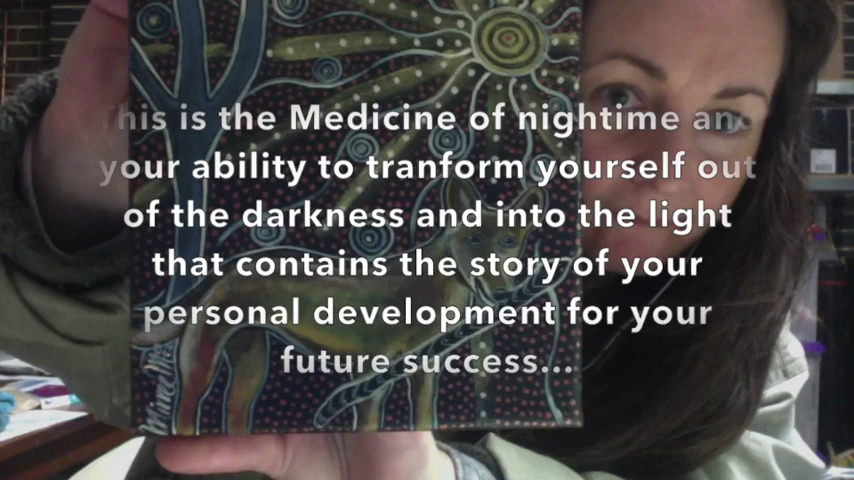 This is the Medicine of nightime and
your ability to tranform yourself out
of the darkness and into the light
that contains the story of your
personal development for your
future success...